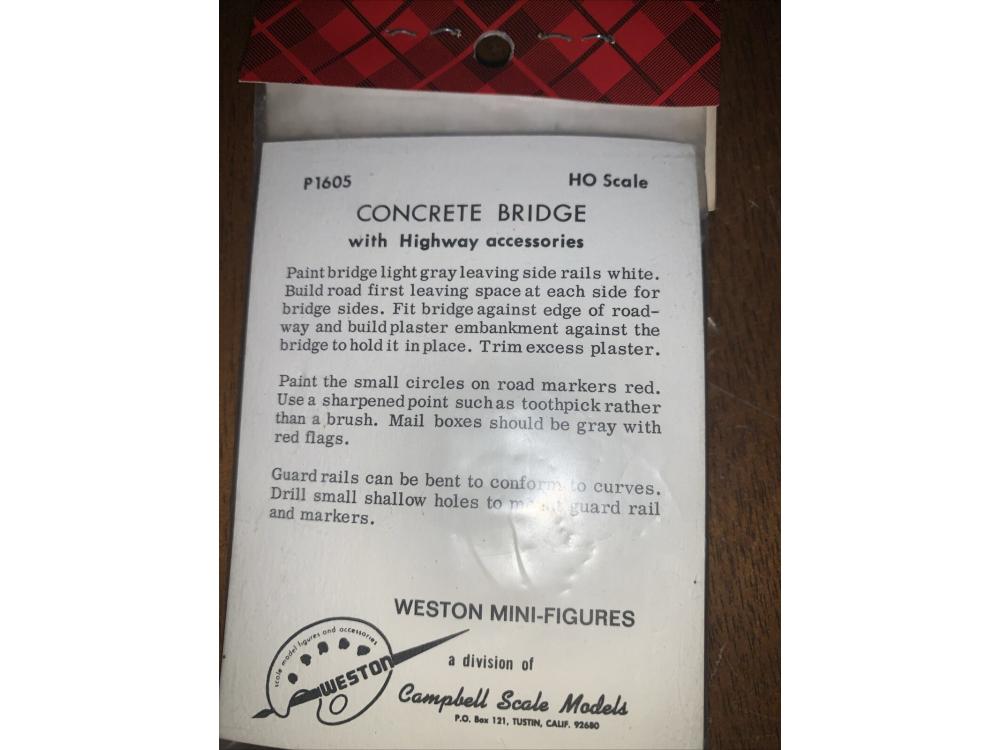 P1605 HO Scale
CONCRETE BRIDGE
with Highway accessories
Paint bridge light gray leaving side rails white.
Build road first leaving space at each side for
bridge sides. Fit bridge against edge of road-
way and build plaster embankment against the
bridge to hold it in place. Trim excess plaster.
Paint the small circles on road markers red.
Use a sharpened point such as toothpick rather
than a brush. Mail boxes should be gray with
red flags.
Guard rails can be bent to conform to curves.
Drill small shallow holes to mount guard rail
and markers.
WESTON MINI-FIGURES
scale model figures and accessories
WESTON
a division of
Campbell Scale Models
P.O. Box 121, TUSTIN, CALIF. 92680